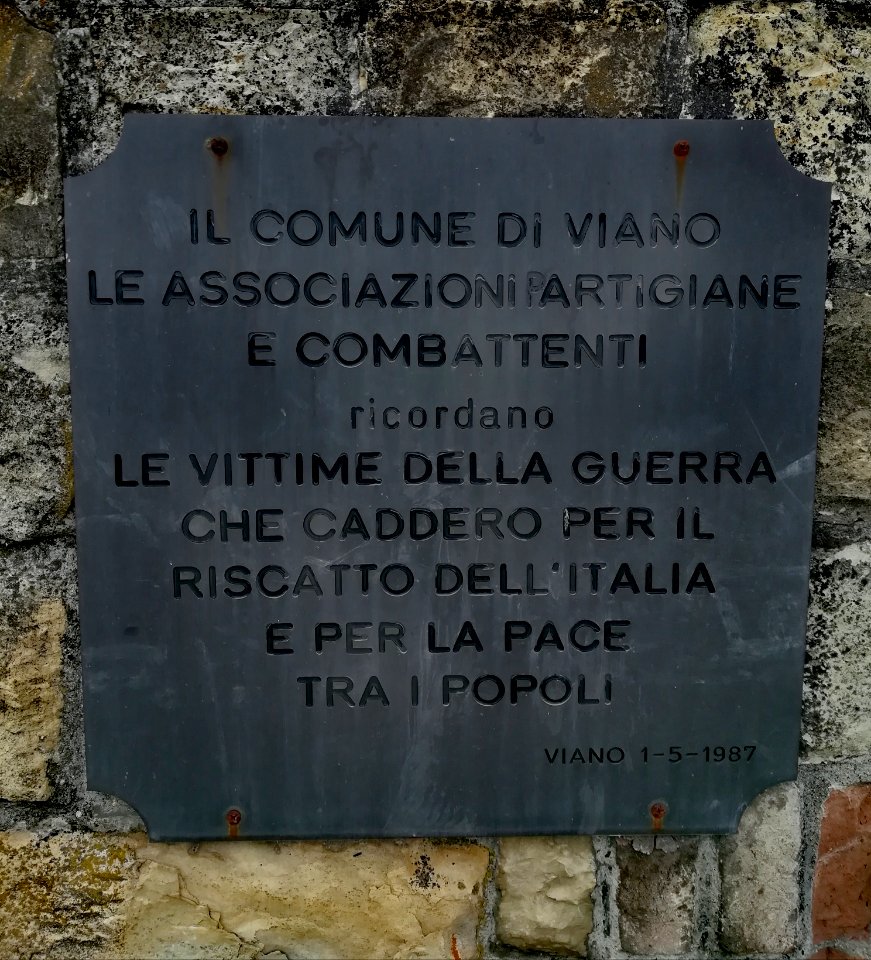 IL COMUNE DI VIANO
LE ASSOCIAZIONI PARTIGIANE
E COMBATTENTI
ricordano
LE VITTIME DELLA GUERRA
CHE CADDERO PER IL
RISCATTO DELL'ITALIA
E PER LA PACE
TRA I POPOLI
VIANO 1-5-1987